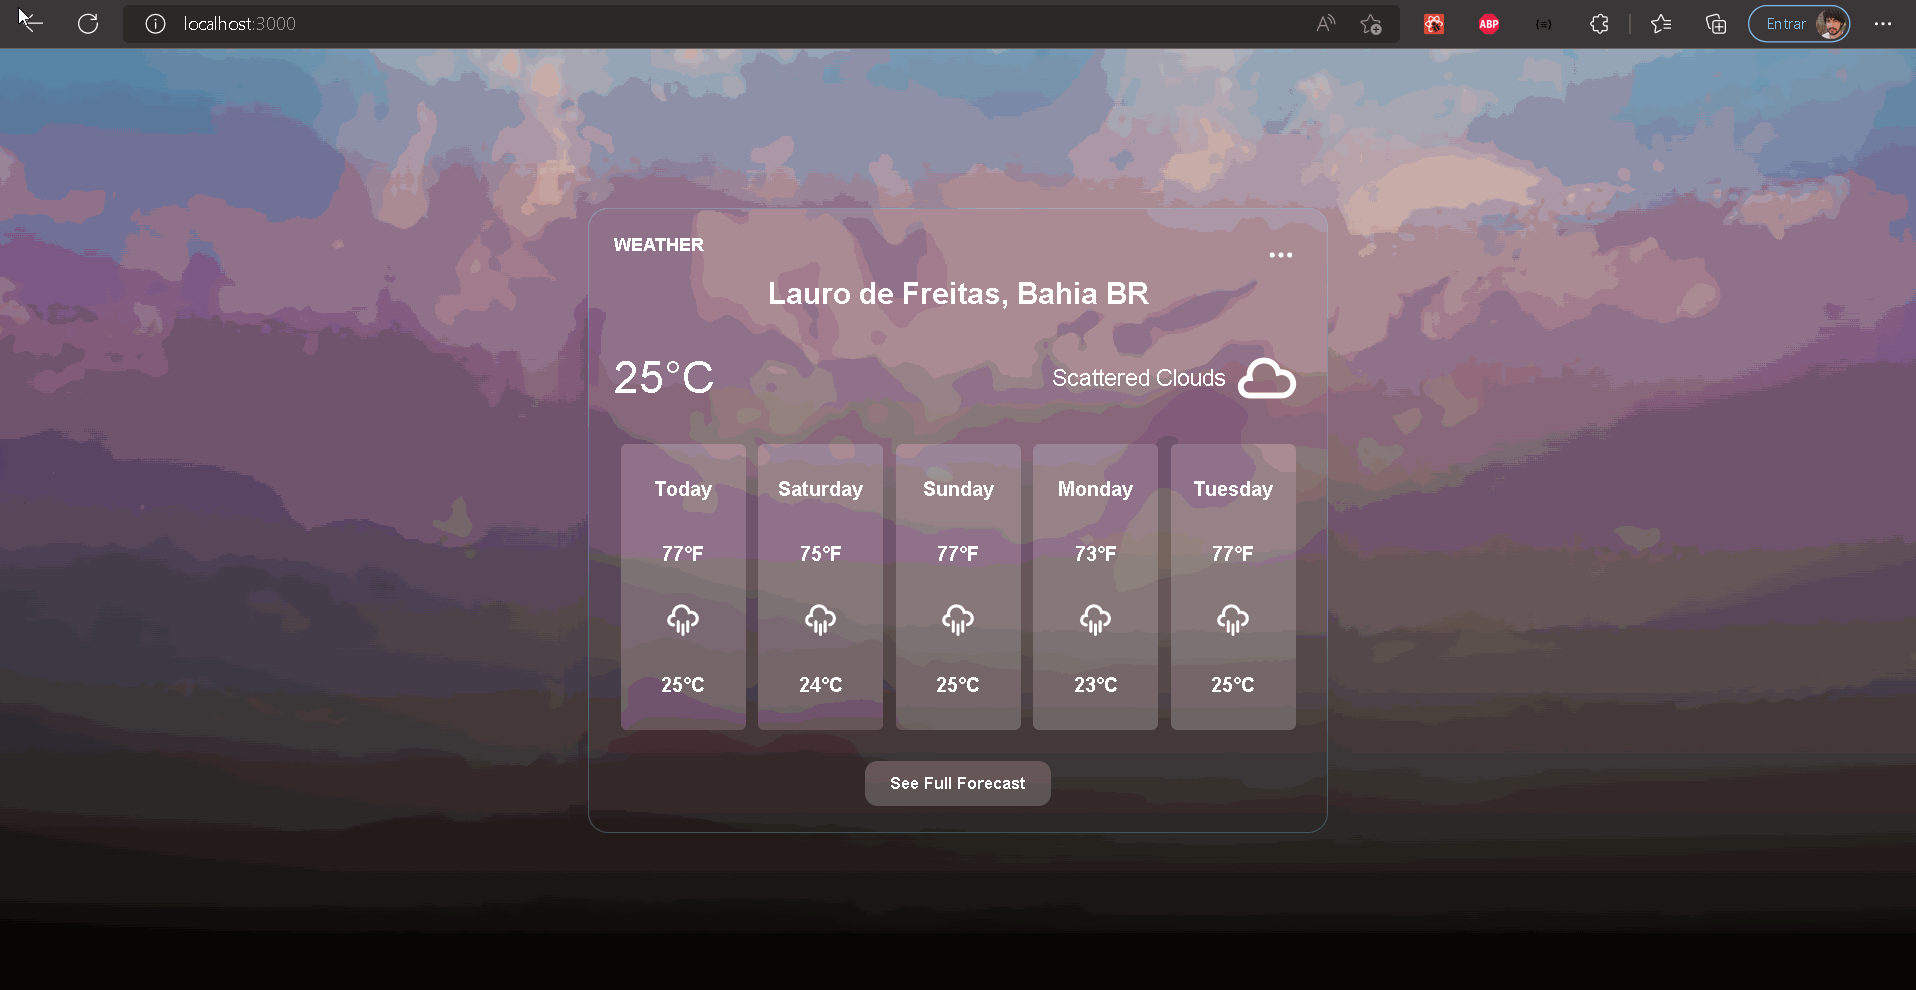 localhost:3000
A
ABP
{≡}
Entrar
WEATHER
Lauro de Freitas, Bahia BR
25°C
Scattered Clouds
Today Saturday Sunday Monday Tuesday
77°F 75°F 77°F 73°F 77°F
25°C 24°C 25°C 23°C 25°C
See Full Forecast